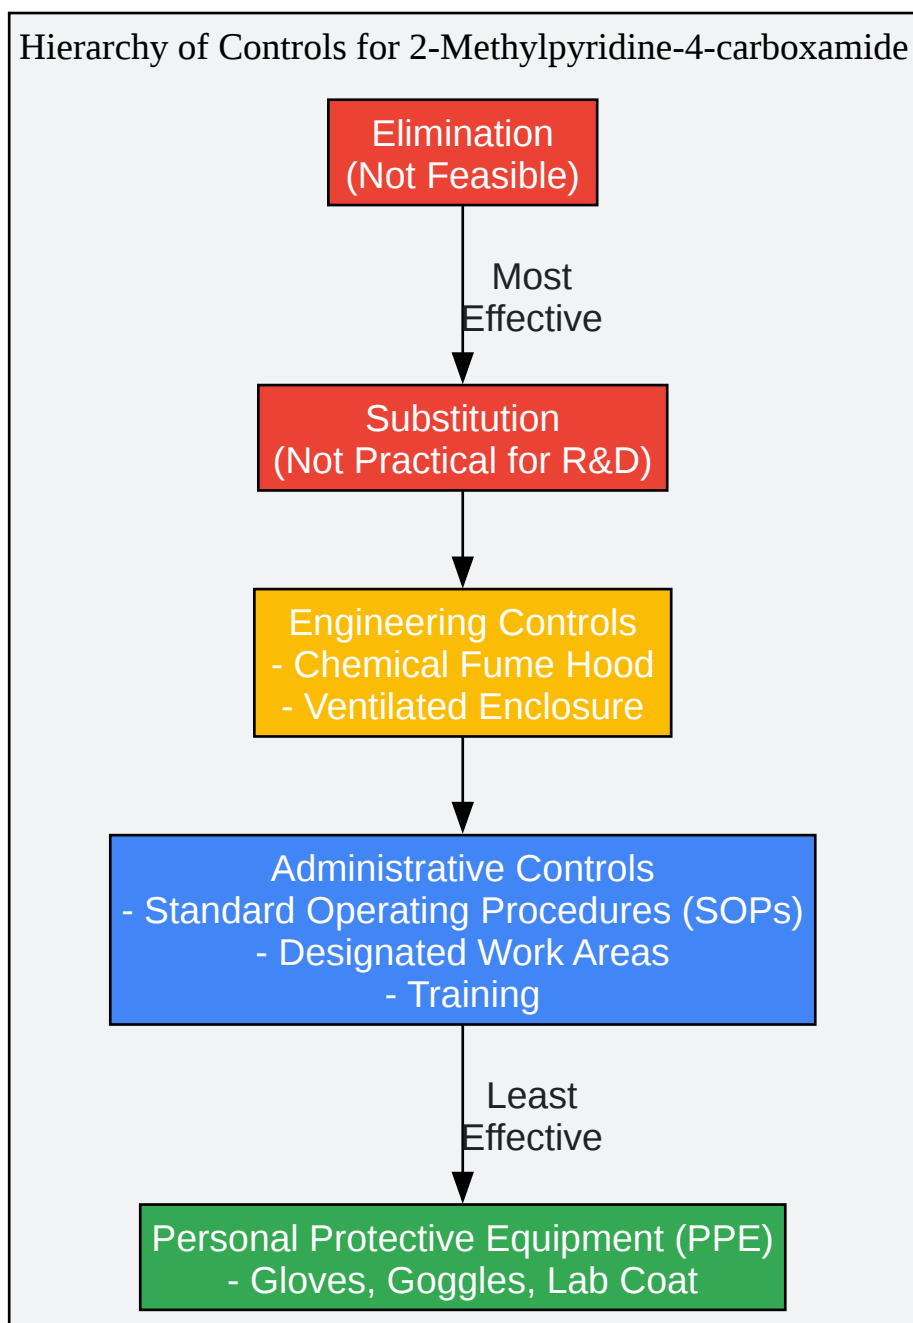 Hierarchy of Controls for 2-Methylpyridine-4-carboxamide
Elimination
(Not Feasible)
Most
Effective
Substitution
(Not Practical for R&D)
Engineering Controls
- Chemical Fume Hood
- Ventilated Enclosure
Administrative Controls
- Standard Operating Procedures (SOPs)
- Designated Work Areas
- Training
Least
Effective
Personal Protective Equipment (PPE)
- Gloves, Goggles, Lab Coat